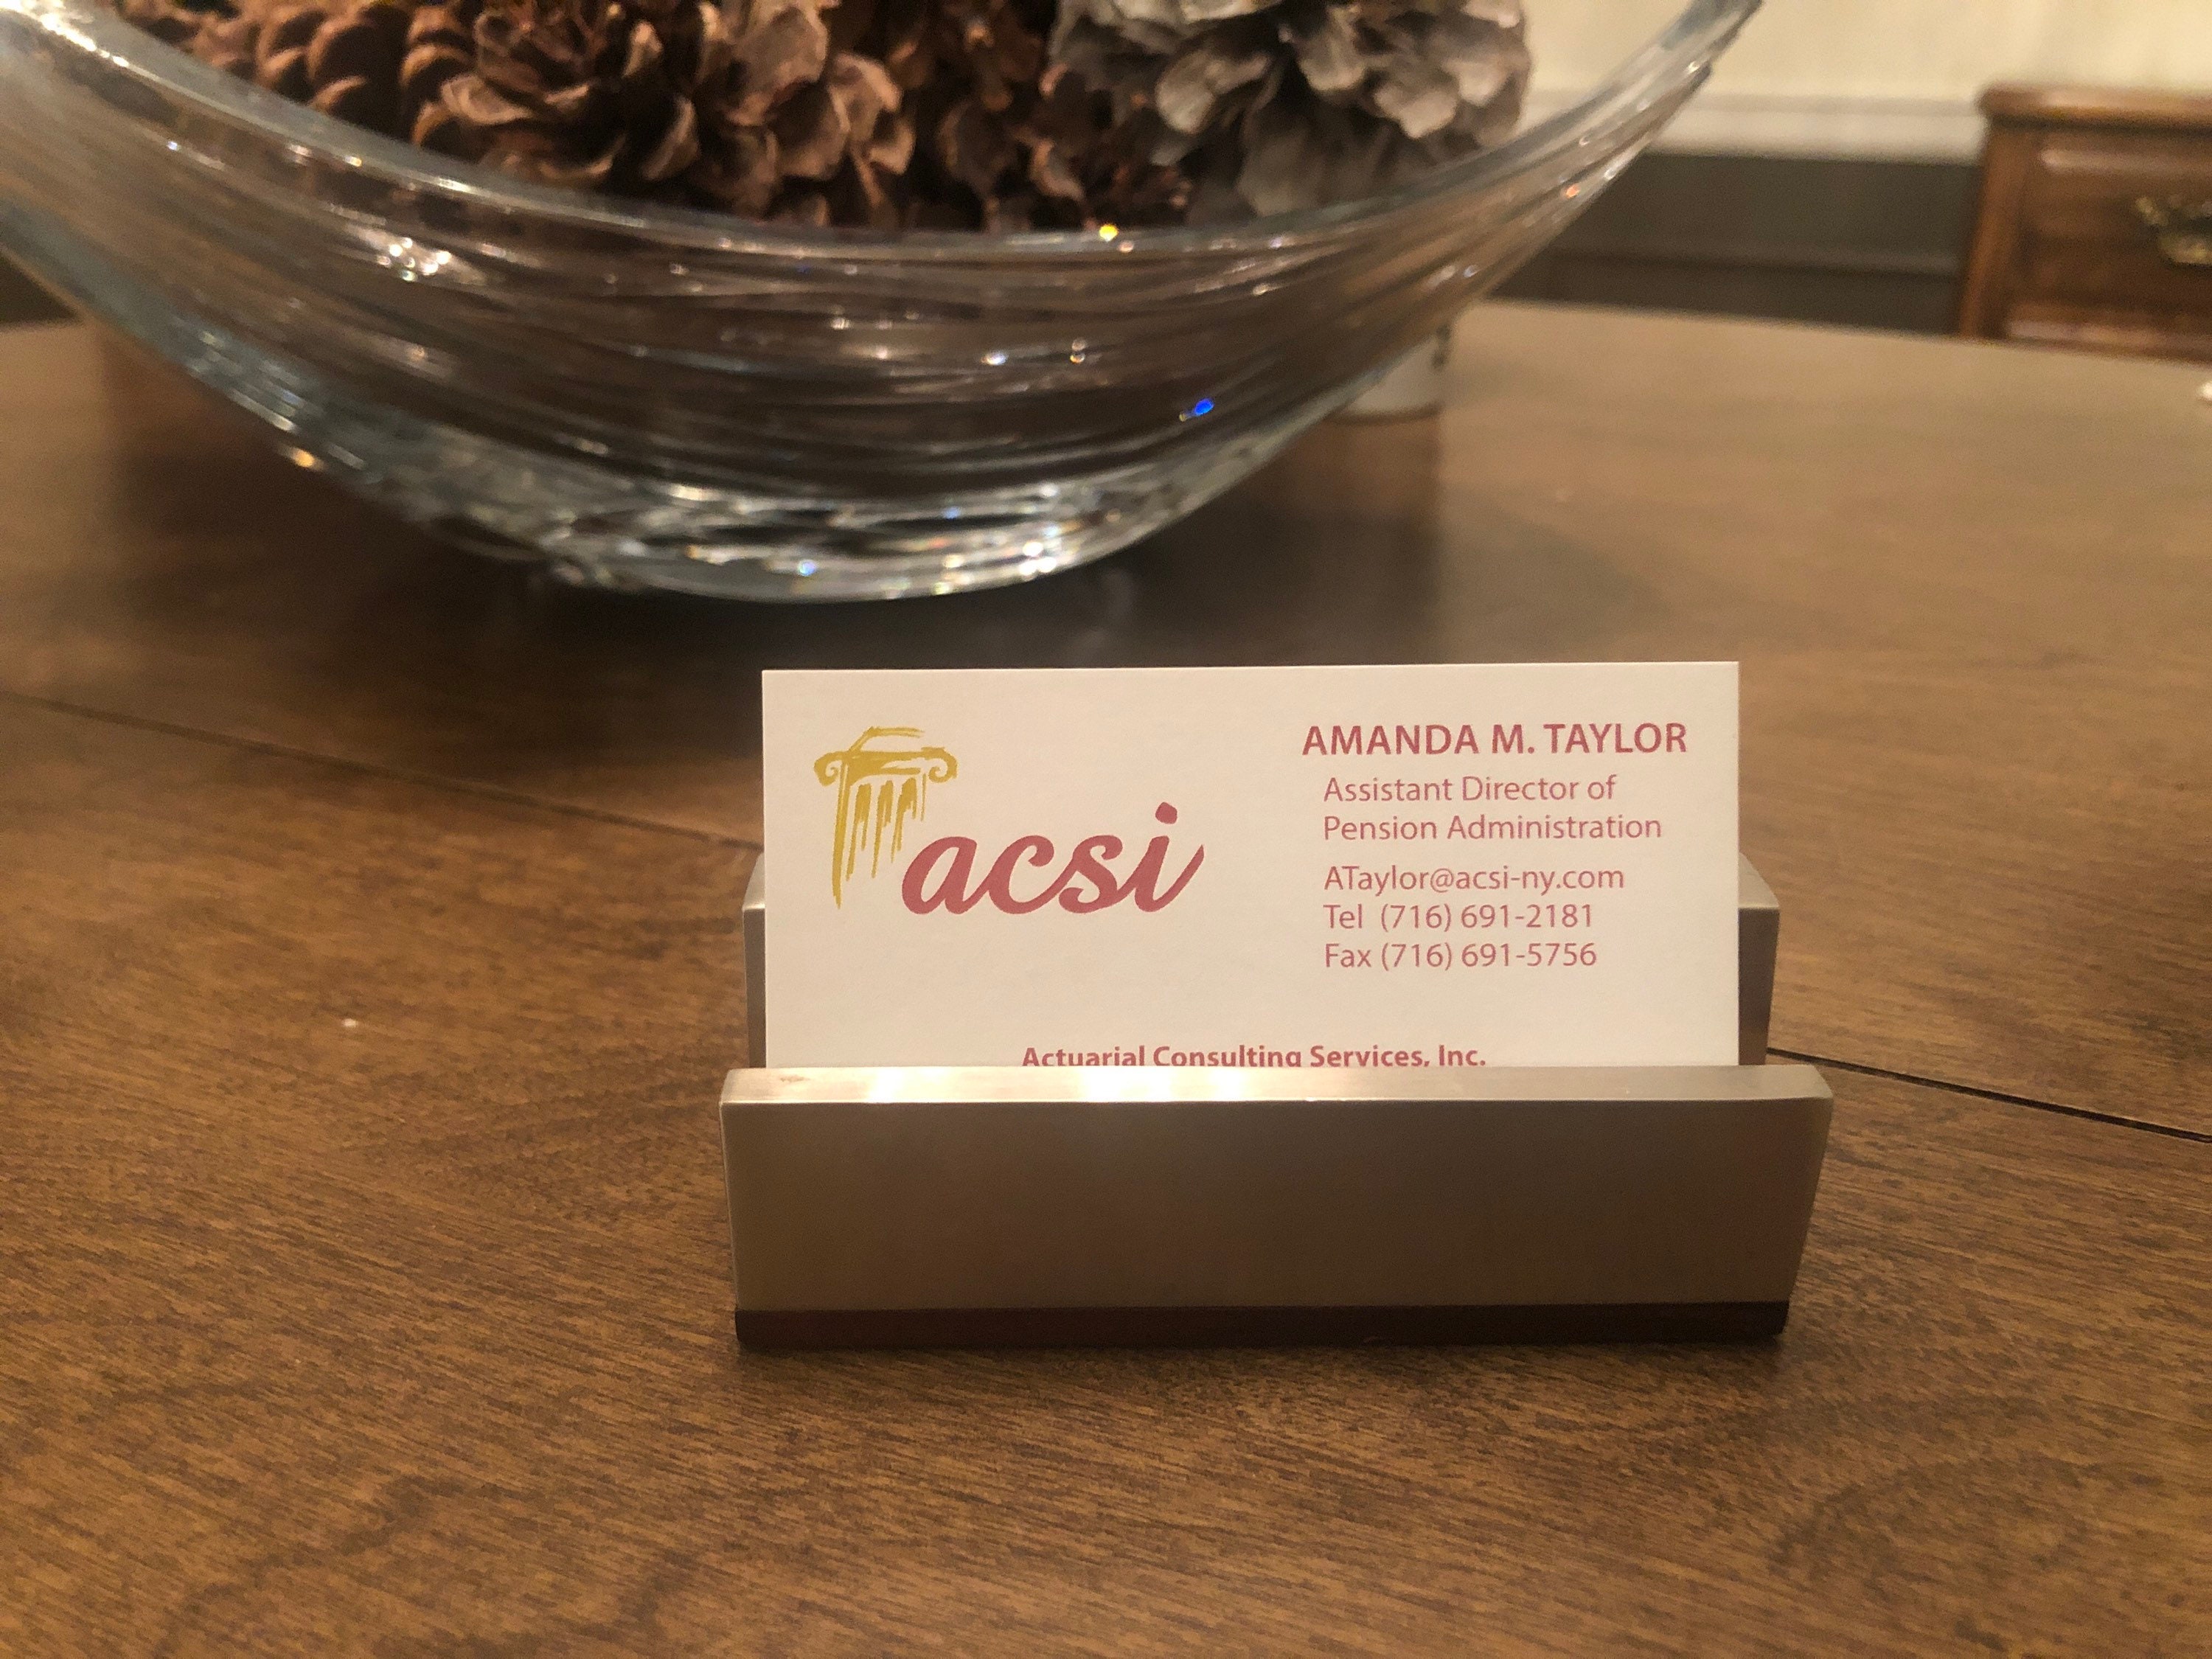 acsi
AMANDA M. TAYLOR
Assistant Director of
Pension Administration
ATaylor@acsi-ny.com
Tel (716) 691-2181
Fax (716) 691-5756
Actuarial Consulting Services, Inc.